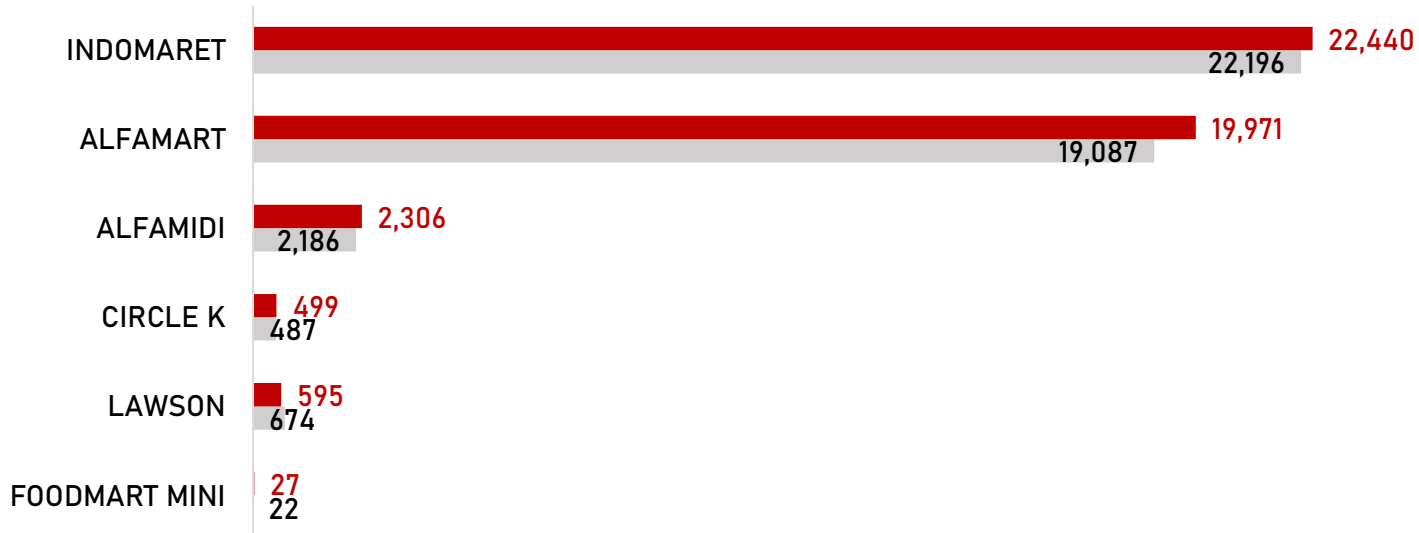 INDOMARET
22,440
22,196
ALFAMART
19,971
19,087
ALFAMIDI
2,306
2,186
CIRCLE K
499
487
LAWSON
595
674
FOODMART MINI
27
22